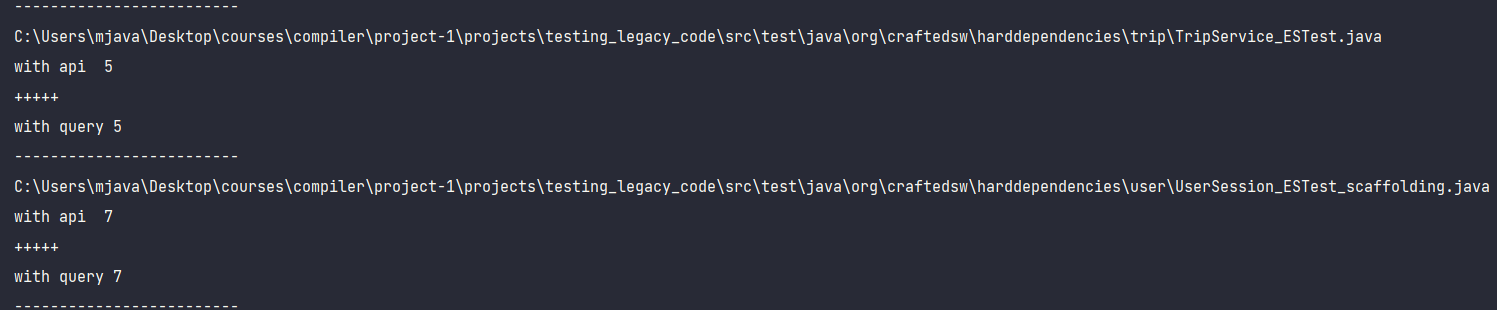 -------------------------
C:\Users\mjava\Desktop\courses\compiler\project-1\projects\testing_legacy_code\src\test\java\org\craftedsw\harddependencies\trip\TripService_ESTest.java
with api  5
+++++
with query 5
-------------------------
C:\Users\mjava\Desktop\courses\compiler\project-1\projects\testing_legacy_code\src\test\java\org\craftedsw\harddependencies\user\UserSession_ESTest_scaffolding.java
with api  7
+++++
with query 7
-------------------------